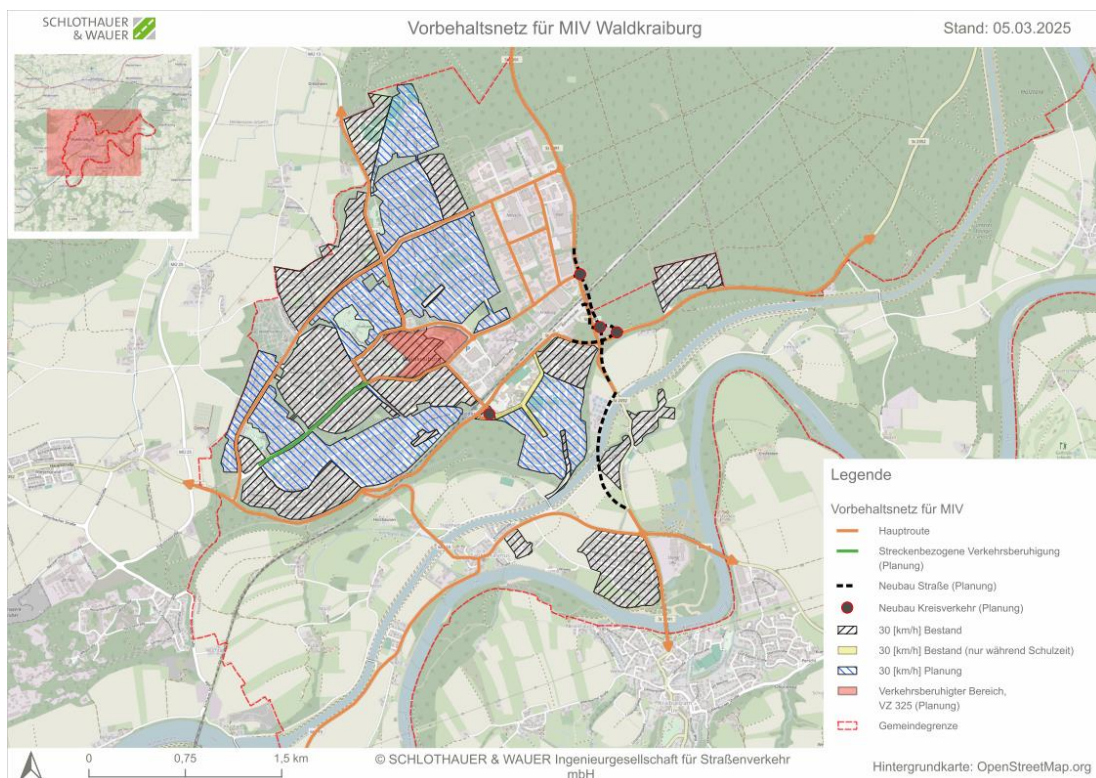 SCHLOTHAUER
& WAUER
Vorbehaltsnetz für MIV Waldkraiburg
Stand: 05.03.2025
Legende
Vorbehaltsnetz für MIV
Hauptroute
Streckenbezogene Verkehrsberuhigung
(Planung)
Neubau Straße (Planung)
Neubau Kreisverkehr (Planung)
30 [km/h] Bestand
30 [km/h] Bestand (nur während Schulzeit)
30 [km/h] Planung
Verkehrsberuhigter Bereich,
VZ 325 (Planung)
Gemeindegrenze
0
0,75
1,5 km
© SCHLOTHAUER & WAUER Ingenieurgesellschaft für Straßenverkehr
mbH
Hintergrundkarte: OpenStreetMap.org